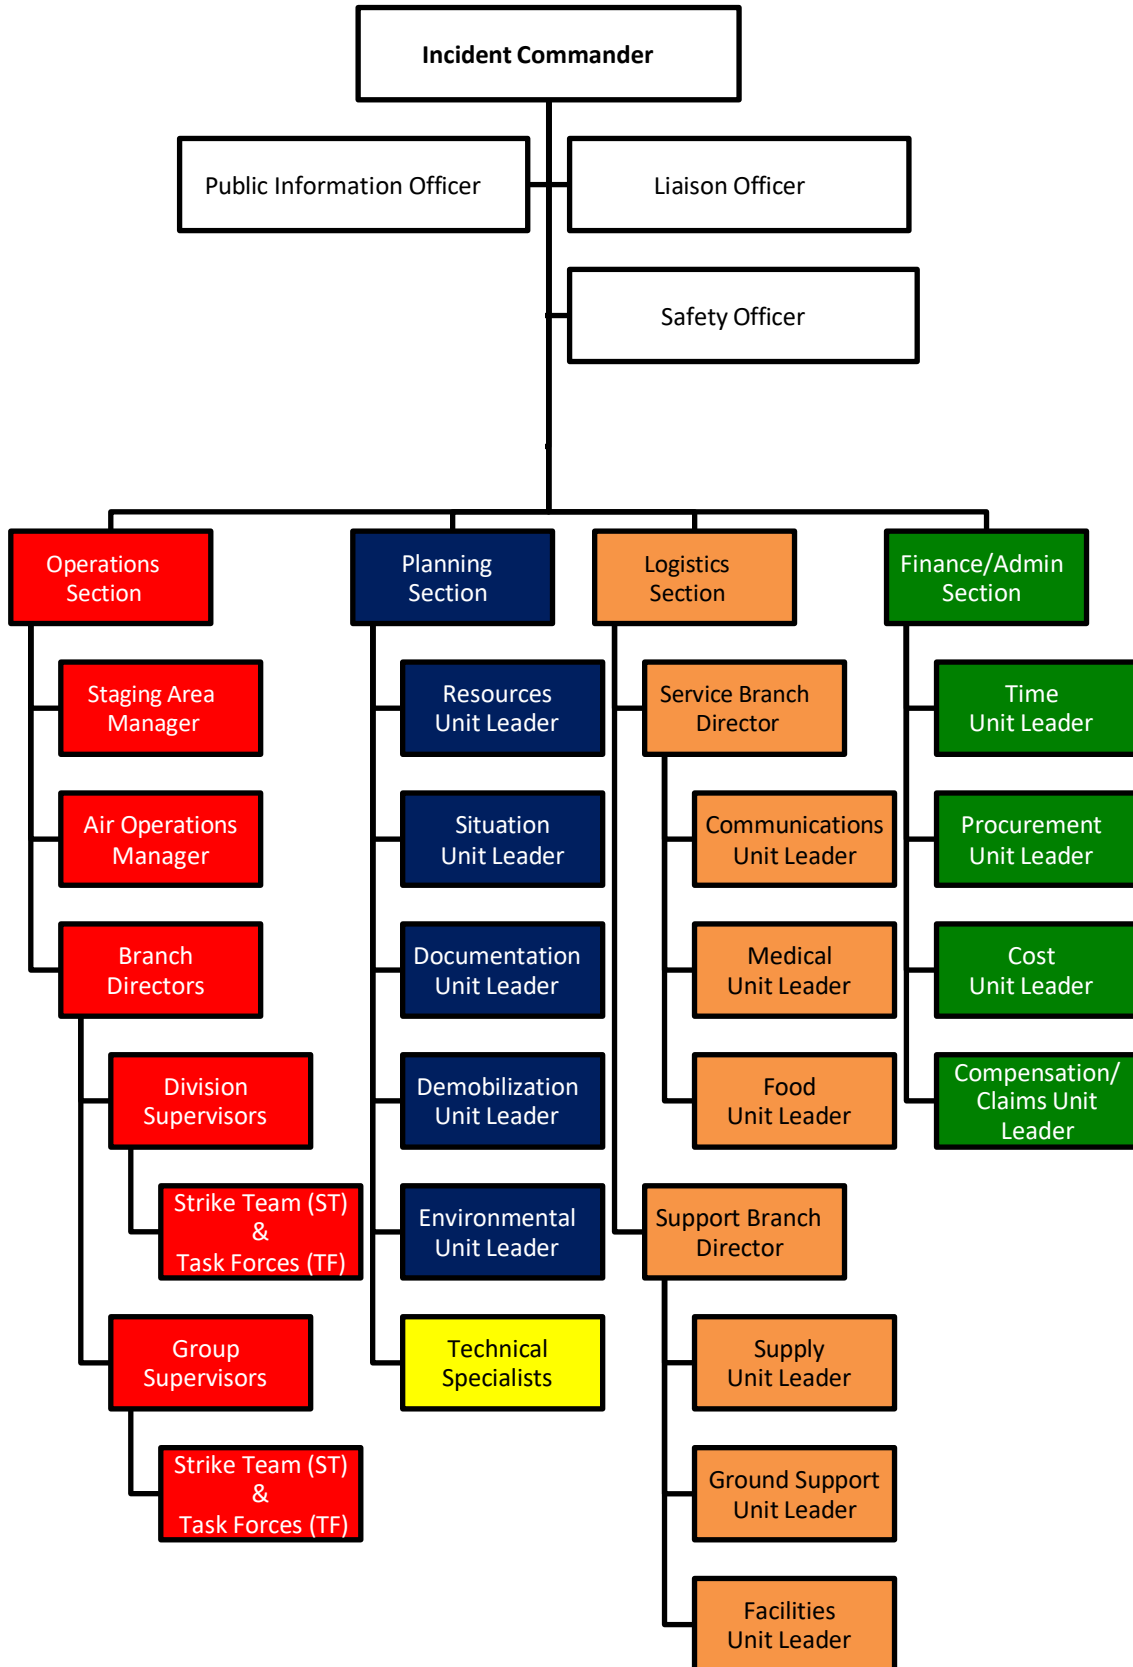 Incident Commander
Public Information Officer
Liaison Officer
Safety Officer
Operations
Section
Staging Area
Manager
Air Operations
Manager
Branch
Directors
Division
Supervisors
Strike Team (ST)
&
Task Forces (TF)
Group
Supervisors
Strike Team (ST)
&
Task Forces (TF)
Planning
Section
Resources
Unit Leader
Situation
Unit Leader
Documentation
Unit Leader
Demobilization
Unit Leader
Environmental
Unit Leader
Technical
Specialists
Logistics
Section
Service Branch
Director
Communications
Unit Leader
Medical
Unit Leader
Food
Unit Leader
Support Branch
Director
Supply
Unit Leader
Ground Support
Unit Leader
Facilities
Unit Leader
Finance/Admin
Section
Time
Unit Leader
Procurement
Unit Leader
Cost
Unit Leader
Compensation/
Claims Unit
Leader